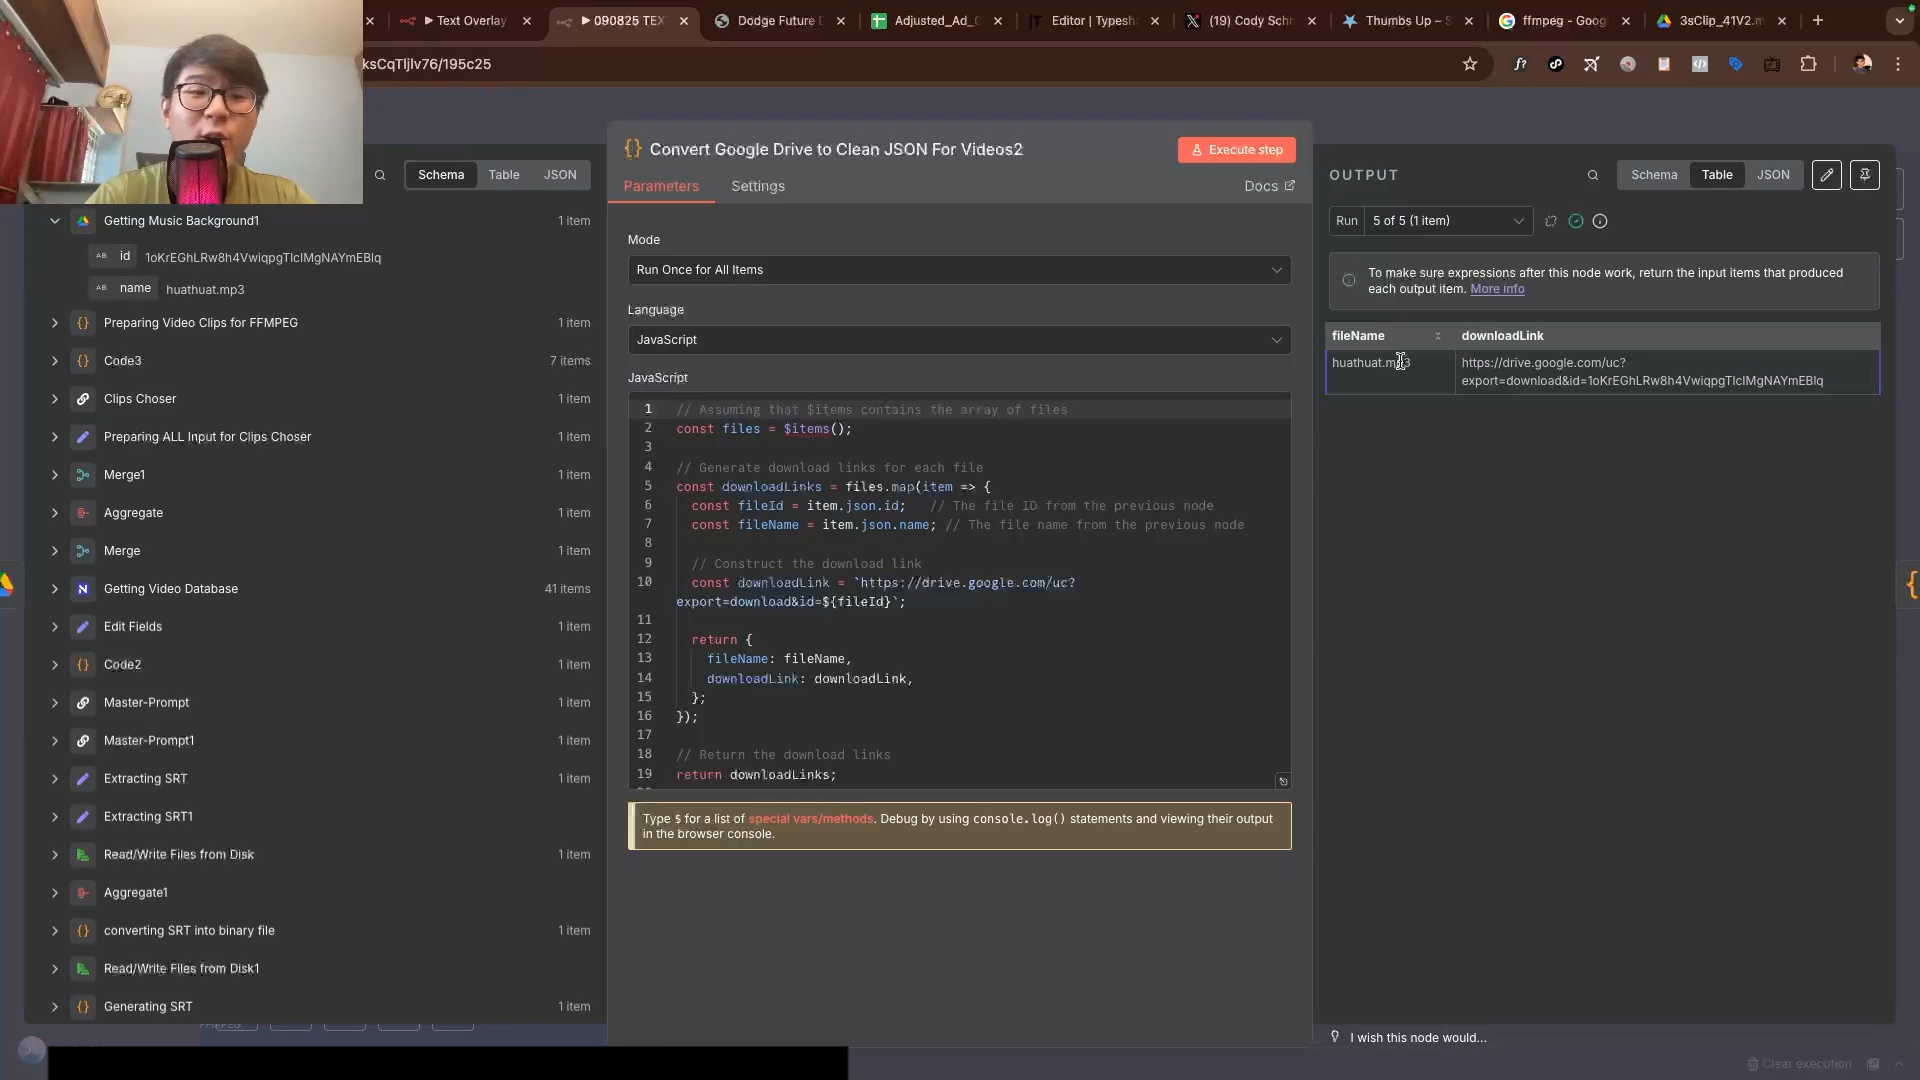 Text Overlay
090825 TEX
Dodge Future D
Adjusted_Ad_C
Editor | Typesh
(19) Cody Schn
Thumbs Up – S
ffmpeg - Goog
3sClip_41V2.m
ksCqTljlv76/195c25
Convert Google Drive to Clean JSON For Videos2
Execute step
Schema
Table
JSON
Parameters
Settings
Docs
OUTPUT
Schema
Table
JSON
Getting Music Background1
1 item
AB id 1oKrEGhLRw8h4VwiqpgTlcIMgNAYmEBlq
AB name huathuat.mp3
Preparing Video Clips for FFMPEG
1 item
Code3
7 items
Clips Choser
1 item
Preparing ALL Input for Clips Choser
1 item
Merge1
1 item
Aggregate
1 item
Merge
1 item
Getting Video Database
41 items
Edit Fields
1 item
Code2
1 item
Master-Prompt
1 item
Master-Prompt1
1 item
Extracting SRT
1 item
Extracting SRT1
1 item
Read/Write Files from Disk
1 item
Aggregate1
1 item
converting SRT into binary file
1 item
Read/Write Files from Disk1
1 item
Generating SRT
1 item
FFMPEG
Mode
Run Once for All Items
Language
JavaScript
JavaScript
1 // Assuming that $items contains the array of files
2 const files = $items();
3
4 // Generate download links for each file
5 const downloadLinks = files.map(item => {
6 const fileId = item.json.id; // The file ID from the previous node
7 const fileName = item.json.name; // The file name from the previous node
8
9 // Construct the download link
10 const downloadLink = `https://drive.google.com/uc?
export=download&id=${fileId}`;
11
12 return {
13 fileName: fileName,
14 downloadLink: downloadLink,
15 };
16 });
17
18 // Return the download links
19 return downloadLinks;
Type $ for a list of special vars/methods. Debug by using console.log() statements and viewing their output
in the browser console.
Run 5 of 5 (1 item)
To make sure expressions after this node work, return the input items that produced
each output item. More info
fileName
downloadLink
huathuat.mp3
https://drive.google.com/uc?
export=download&id=1oKrEGhLRw8h4VwiqpgTlcIMgNAYmEBlq
I wish this node would...
Clear execution